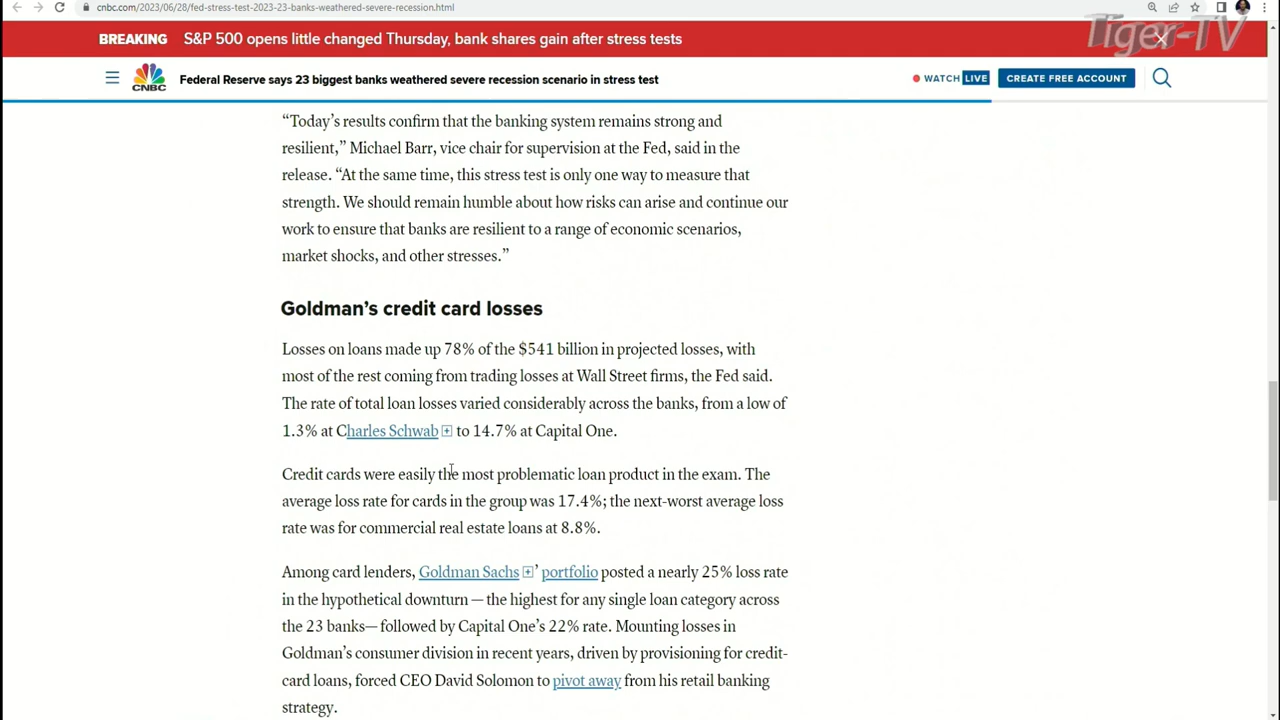 cnbc.com/2023/06/28/fed-stress-test-2023-23-banks-weathered-severe-recession.html
Tiger-TV
BREAKING S&P 500 opens little changed Thursday, bank shares gain after stress tests
CNBC Federal Reserve says 23 biggest banks weathered severe recession scenario in stress test WATCH LIVE CREATE FREE ACCOUNT
“Today’s results confirm that the banking system remains strong and
resilient,” Michael Barr, vice chair for supervision at the Fed, said in the
release. “At the same time, this stress test is only one way to measure that
strength. We should remain humble about how risks can arise and continue our
work to ensure that banks are resilient to a range of economic scenarios,
market shocks, and other stresses.”
Goldman’s credit card losses
Losses on loans made up 78% of the $541 billion in projected losses, with
most of the rest coming from trading losses at Wall Street firms, the Fed said.
The rate of total loan losses varied considerably across the banks, from a low of
1.3% at Charles Schwab to 14.7% at Capital One.
Credit cards were easily the most problematic loan product in the exam. The
average loss rate for cards in the group was 17.4%; the next-worst average loss
rate was for commercial real estate loans at 8.8%.
Among card lenders, Goldman Sachs ’ portfolio posted a nearly 25% loss rate
in the hypothetical downturn — the highest for any single loan category across
the 23 banks— followed by Capital One’s 22% rate. Mounting losses in
Goldman’s consumer division in recent years, driven by provisioning for credit-
card loans, forced CEO David Solomon to pivot away from his retail banking
strategy.